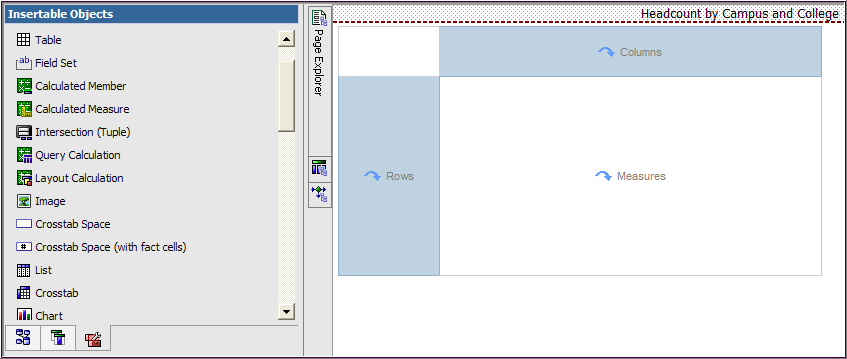 Insertable Objects
Table
ab
Field Set
Calculated Member
Calculated Measure
Intersection (Tuple)
Query Calculation
Layout Calculation
Image
Crosstab Space
#
Crosstab Space (with fact cells)
List
Crosstab
Chart
Page Explorer
Headcount by Campus and College
Columns
Rows
Measures